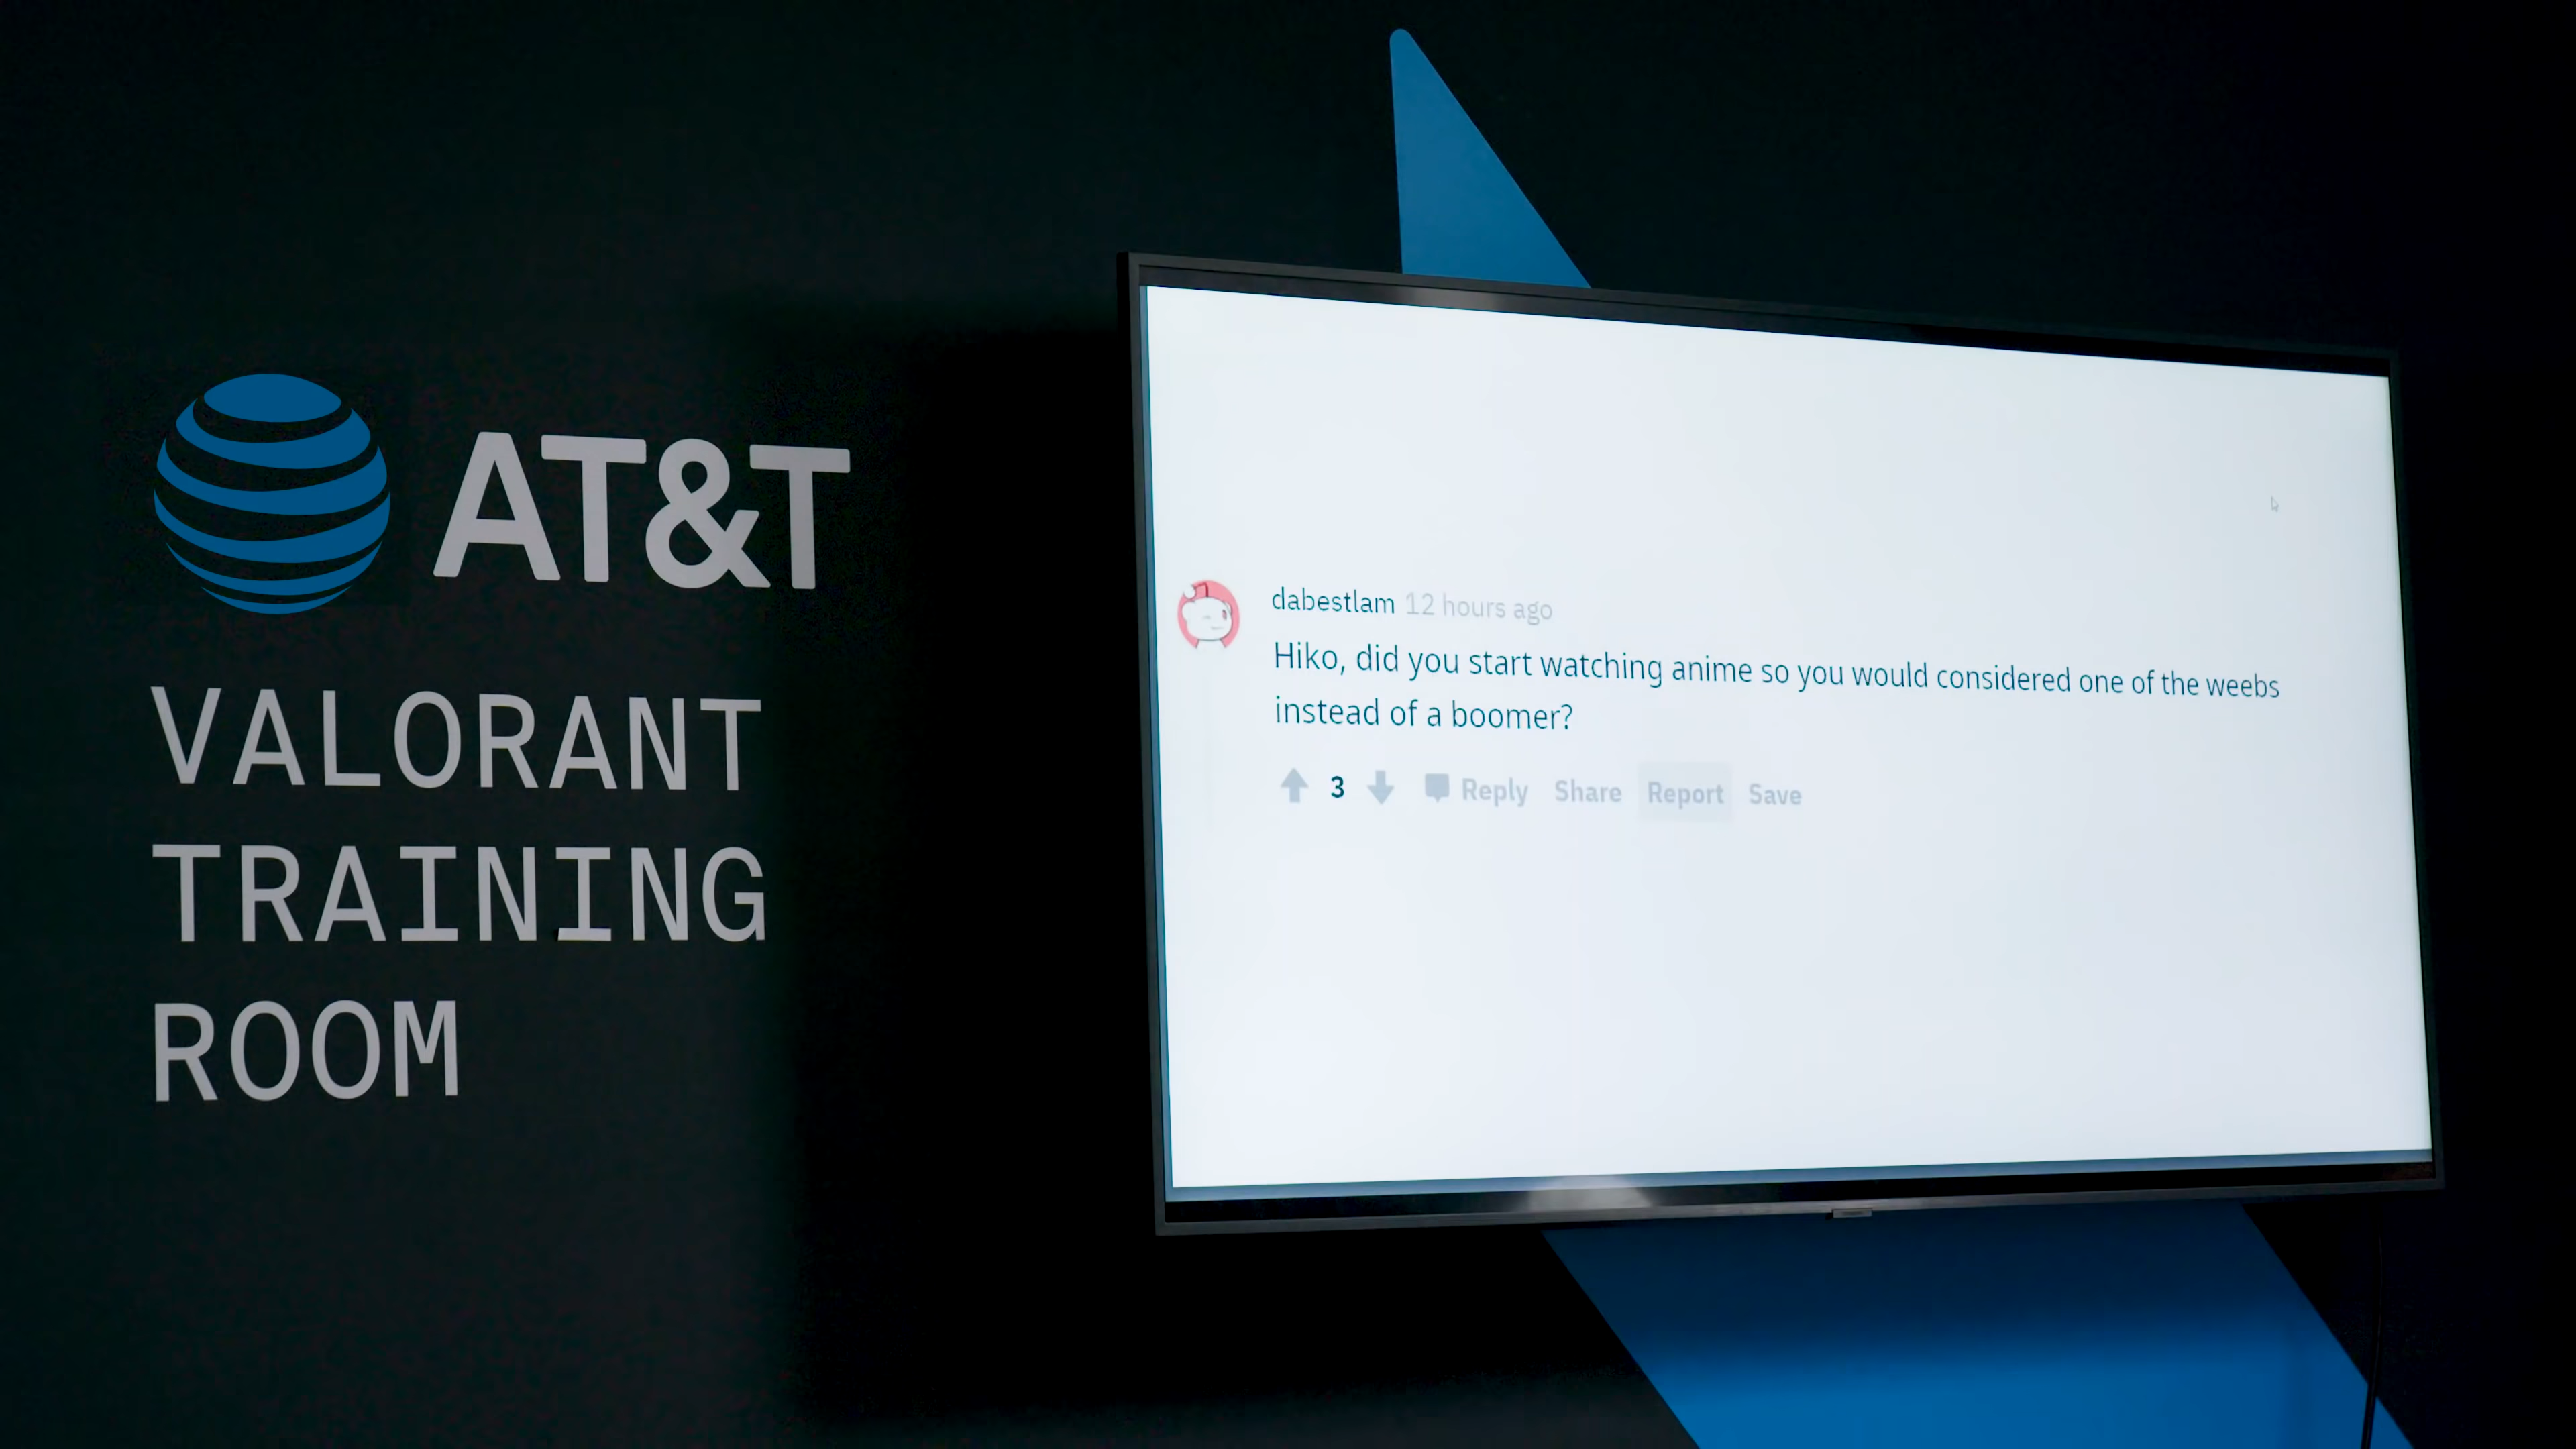 AT&T
VALORANT
TRAINING
ROOM
dabestlam 12 hours ago
Hiko, did you start watching anime so you would considered one of the weebs
instead of a boomer?
3 Reply Share Report Save